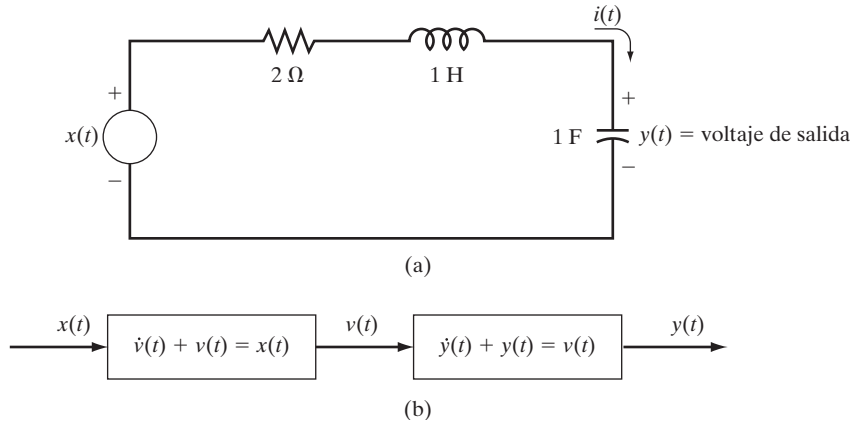 i(t)
2 Ω
1 H
+
+
x(t)
1 F
y(t) = voltaje de salida
−
−
(a)
x(t)
v̇(t) + v(t) = x(t)
v(t)
ẏ(t) + y(t) = v(t)
y(t)
(b)